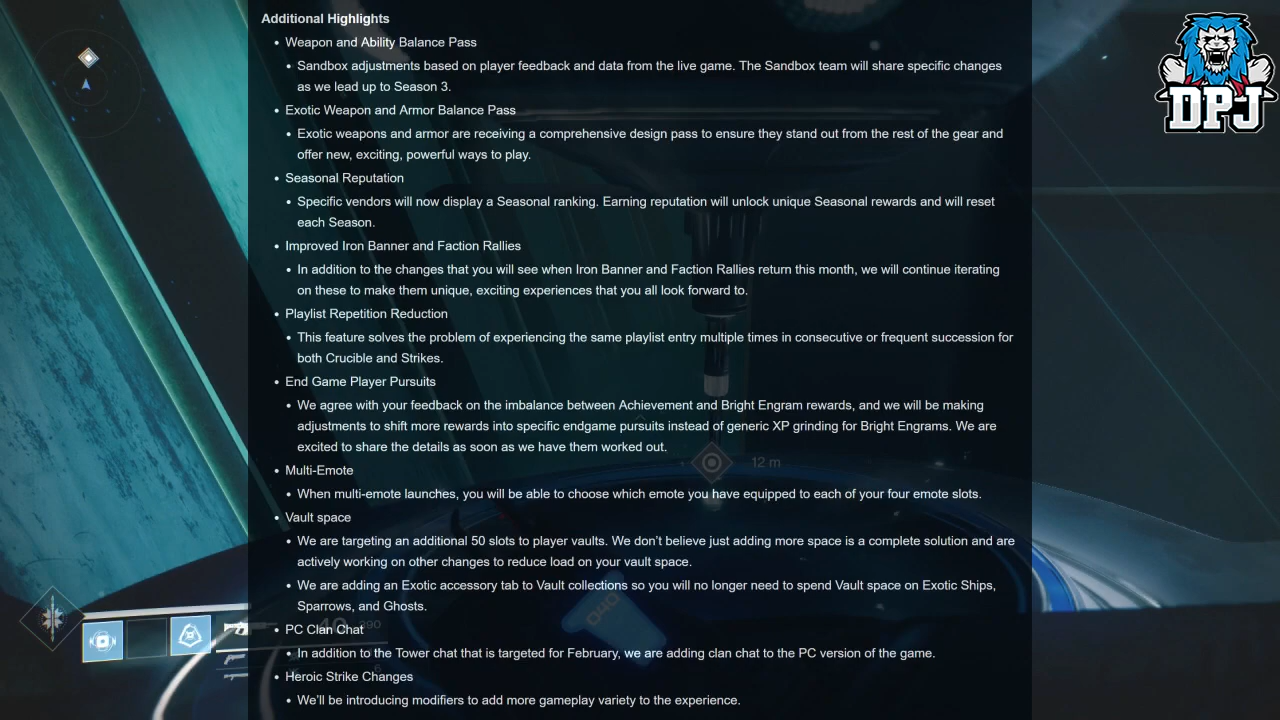 Additional Highlights
• Weapon and Ability Balance Pass
• Sandbox adjustments based on player feedback and data from the live game. The Sandbox team will share specific changes
as we lead up to Season 3.
• Exotic Weapon and Armor Balance Pass
• Exotic weapons and armor are receiving a comprehensive design pass to ensure they stand out from the rest of the gear and
offer new, exciting, powerful ways to play.
• Seasonal Reputation
• Specific vendors will now display a Seasonal ranking. Earning reputation will unlock unique Seasonal rewards and will reset
each Season.
• Improved Iron Banner and Faction Rallies
• In addition to the changes that you will see when Iron Banner and Faction Rallies return this month, we will continue iterating
on these to make them unique, exciting experiences that you all look forward to.
• Playlist Repetition Reduction
• This feature solves the problem of experiencing the same playlist entry multiple times in consecutive or frequent succession for
both Crucible and Strikes.
• End Game Player Pursuits
• We agree with your feedback on the imbalance between Achievement and Bright Engram rewards, and we will be making
adjustments to shift more rewards into specific endgame pursuits instead of generic XP grinding for Bright Engrams. We are
excited to share the details as soon as we have them worked out.
• Multi-Emote
• When multi-emote launches, you will be able to choose which emote you have equipped to each of your four emote slots.
• Vault space
• We are targeting an additional 50 slots to player vaults. We don't believe just adding more space is a complete solution and are
actively working on other changes to reduce load on your vault space.
• We are adding an Exotic accessory tab to Vault collections so you will no longer need to spend Vault space on Exotic Ships,
Sparrows, and Ghosts.
• PC Clan Chat
• In addition to the Tower chat that is targeted for February, we are adding clan chat to the PC version of the game.
• Heroic Strike Changes
• We'll be introducing modifiers to add more gameplay variety to the experience.
DPJ
12 m